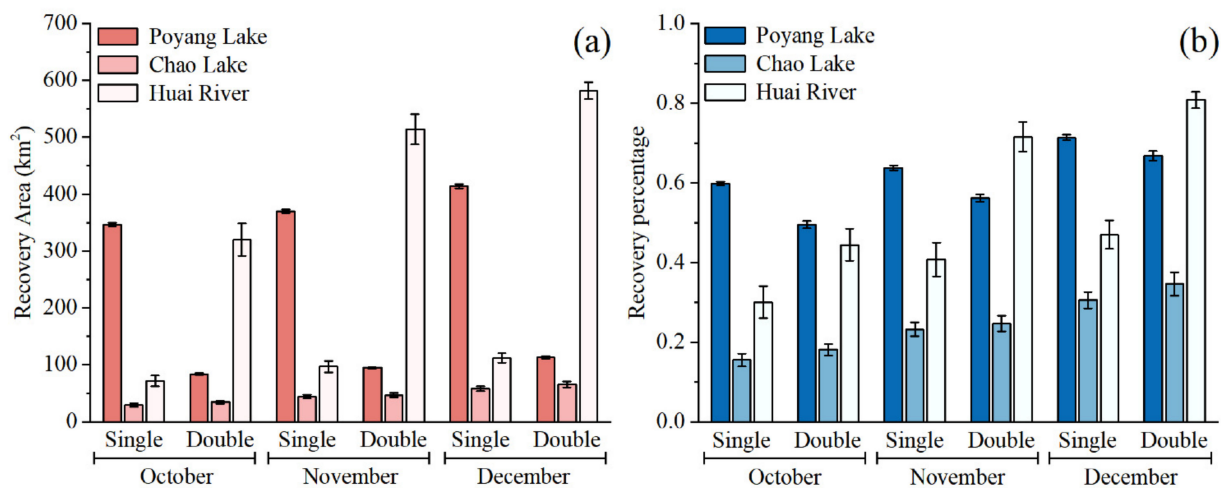 (a)
Poyang Lake
Chao Lake
Huai River
Recovery Area (km²)
700
600
500
400
300
200
100
0
Single Double Single Double Single Double
October November December
(b)
Poyang Lake
Chao Lake
Huai River
Recovery percentage
1.0
0.8
0.6
0.4
0.2
0.0
Single Double Single Double Single Double
October November December